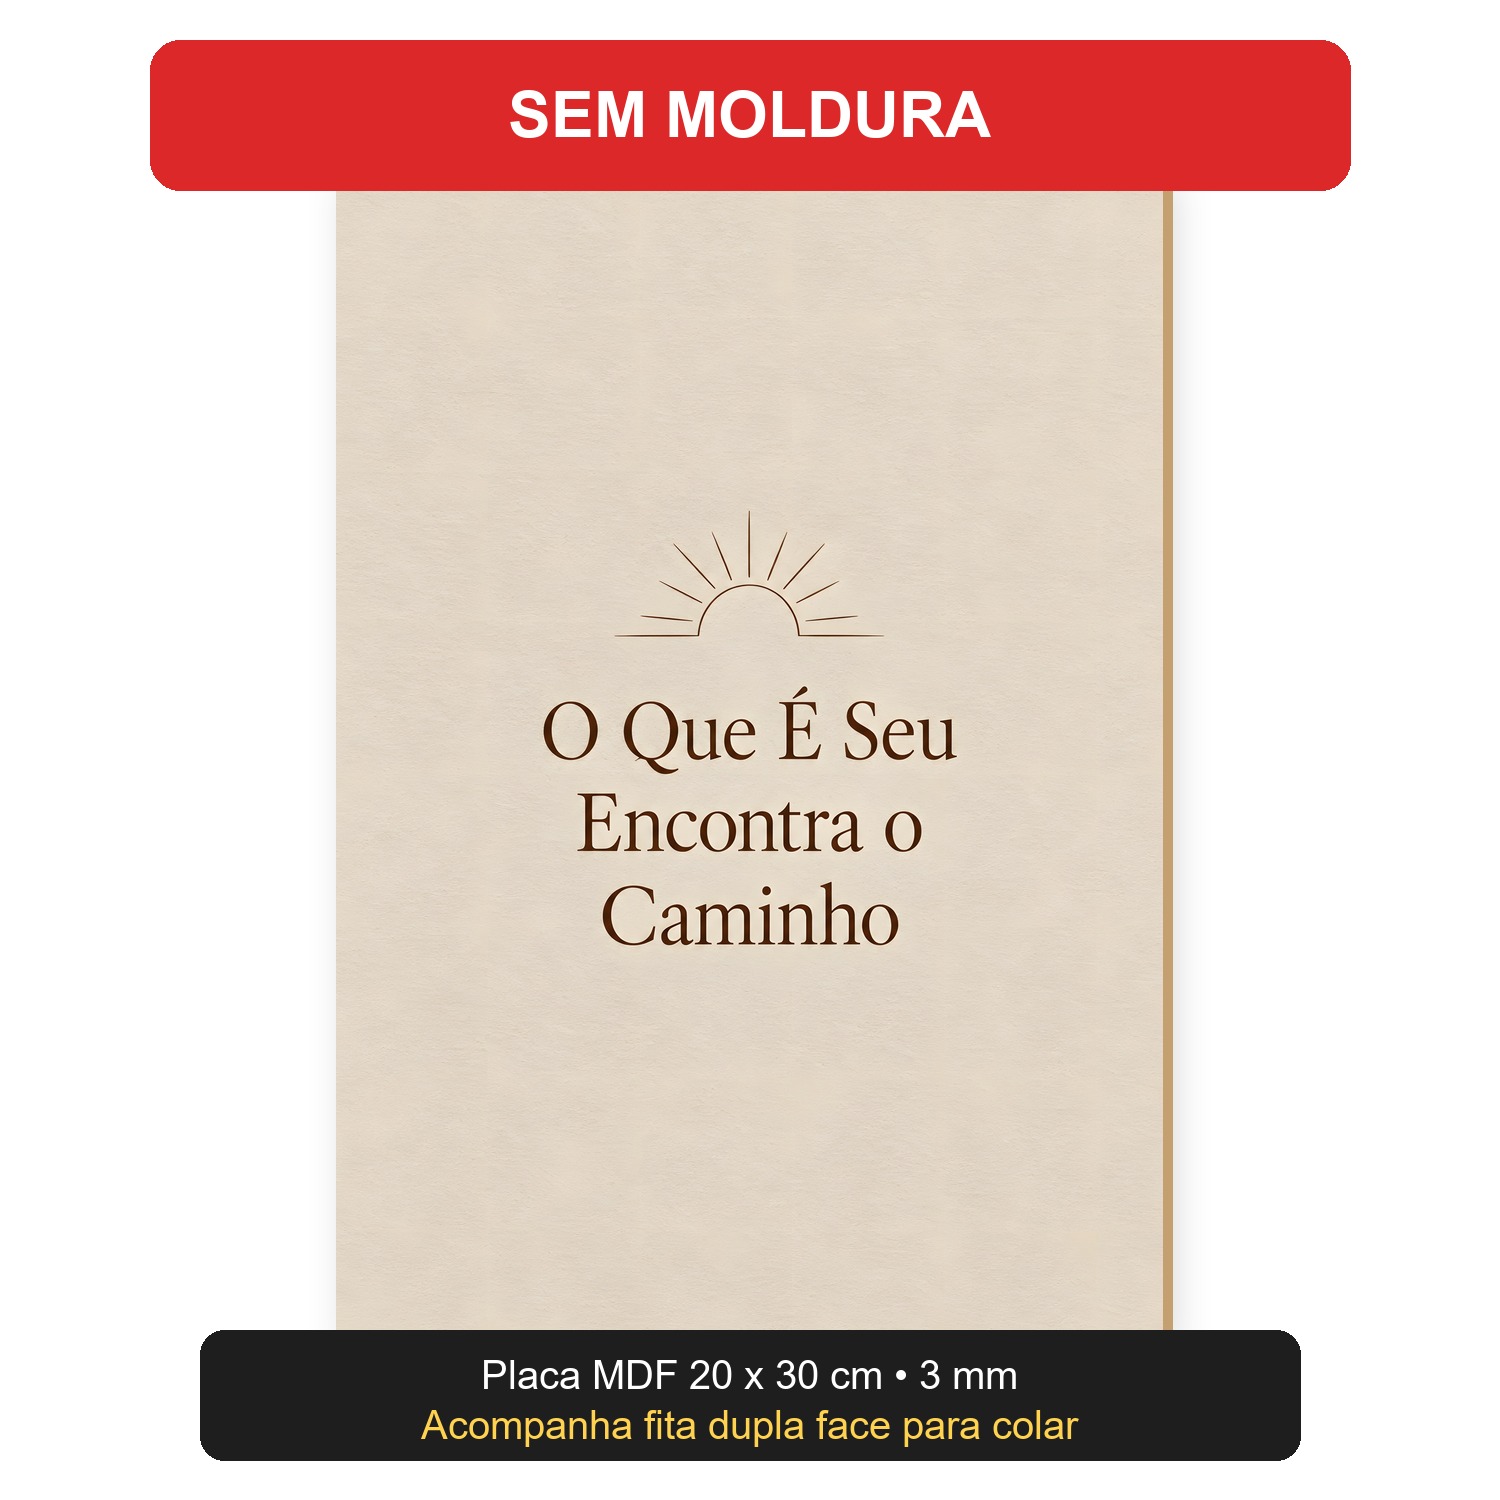 SEM MOLDURA
O Que É Seu
Encontra o
Caminho
Placa MDF 20 x 30 cm • 3 mm
Acompanha fita dupla face para colar